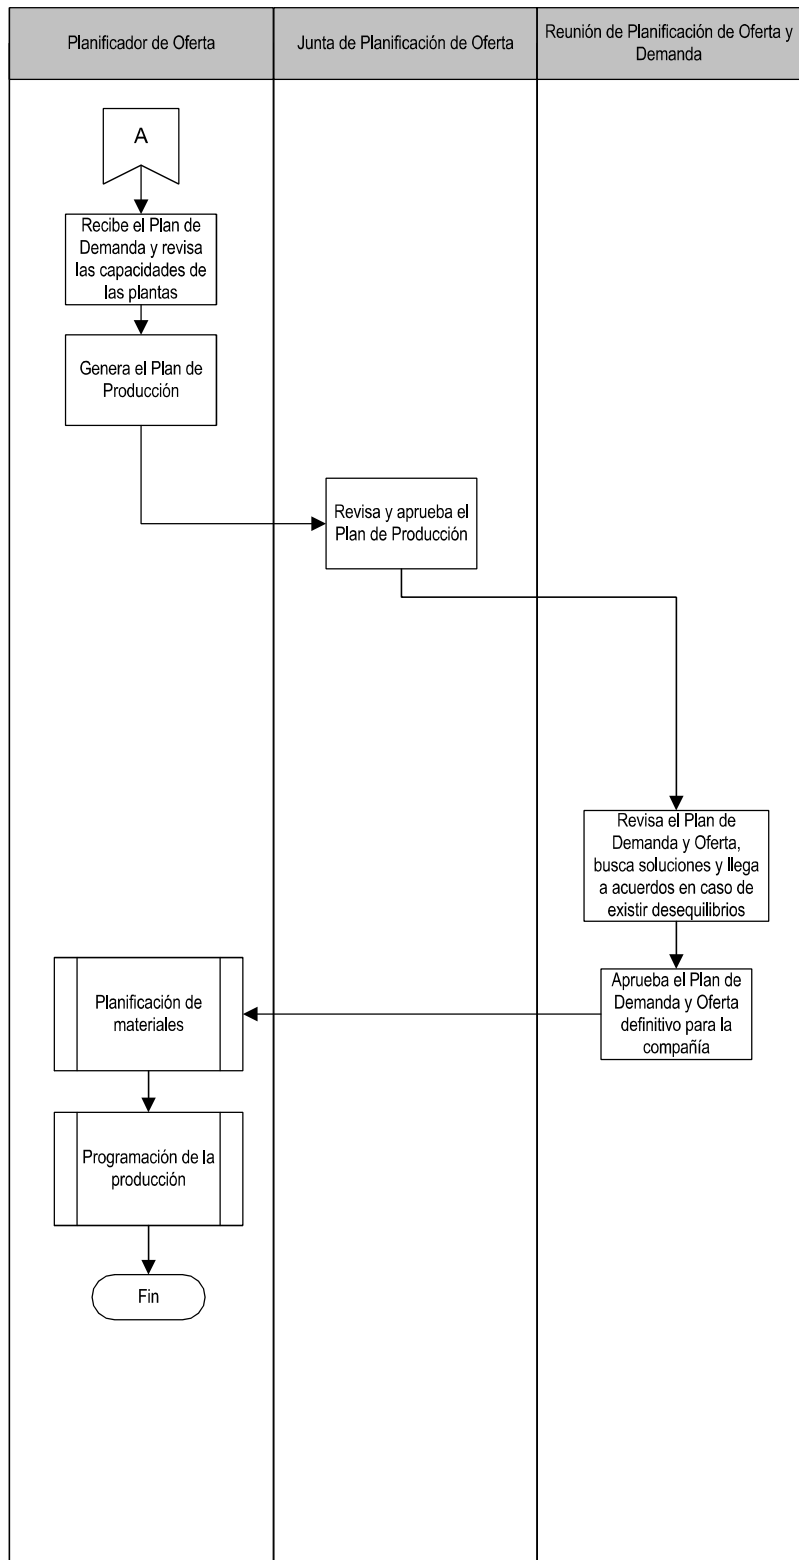 Planificador de Oferta
Junta de Planificación de Oferta
Reunión de Planificación de Oferta y
Demanda
A
Recibe el Plan de
Demanda y revisa
las capacidades de
las plantas
Genera el Plan de
Producción
Revisa y aprueba el
Plan de Producción
Revisa el Plan de
Demanda y Oferta,
busca soluciones y llega
a acuerdos en caso de
existir desequilibrios
Aprueba el Plan de
Demanda y Oferta
definitivo para la
compañía
Planificación de
materiales
Programación de la
producción
Fin